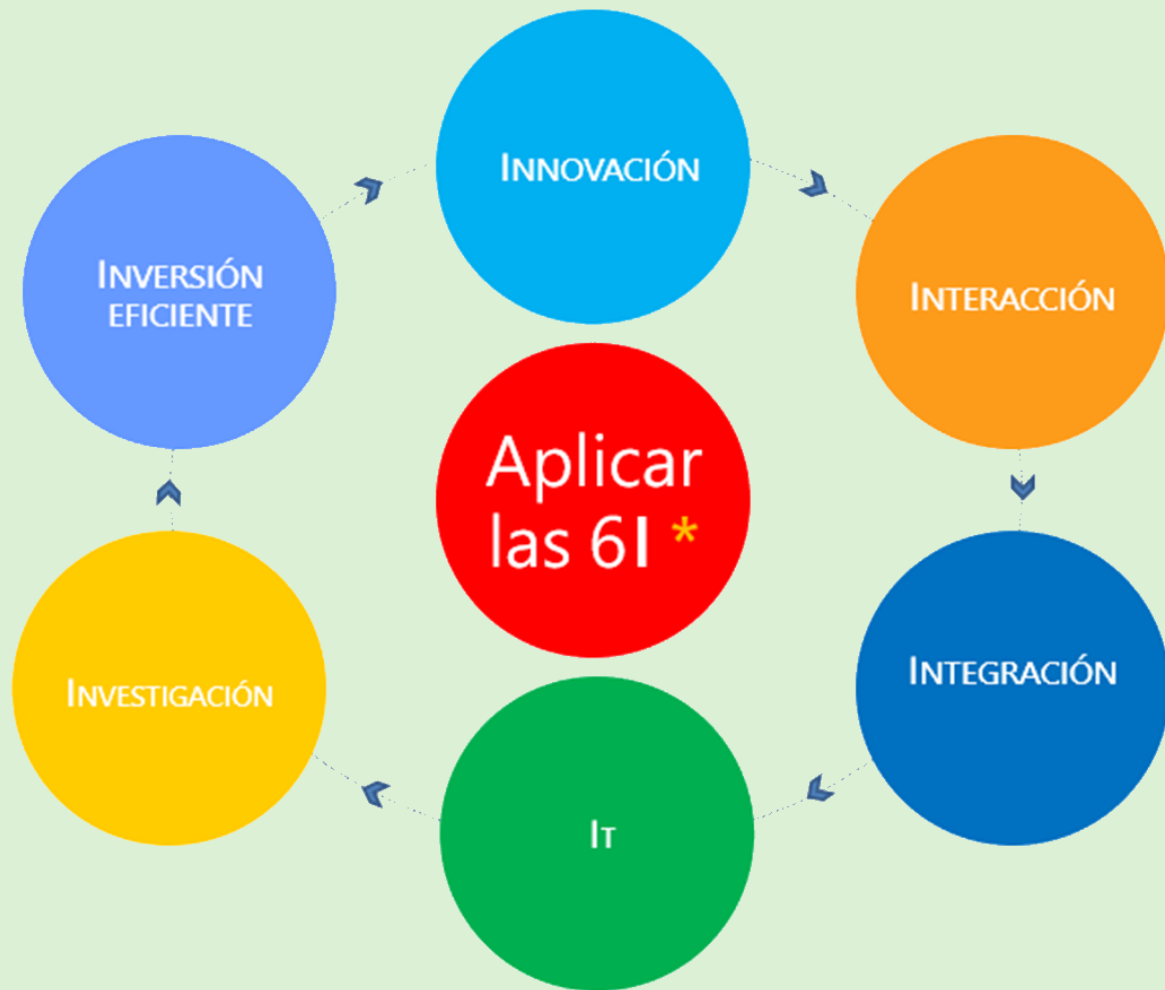 INNOVACIÓN
INTERACCIÓN
INTEGRACIÓN
IT
INVESTIGACIÓN
INVERSIÓN
EFICIENTE
Aplicar
las 6I *